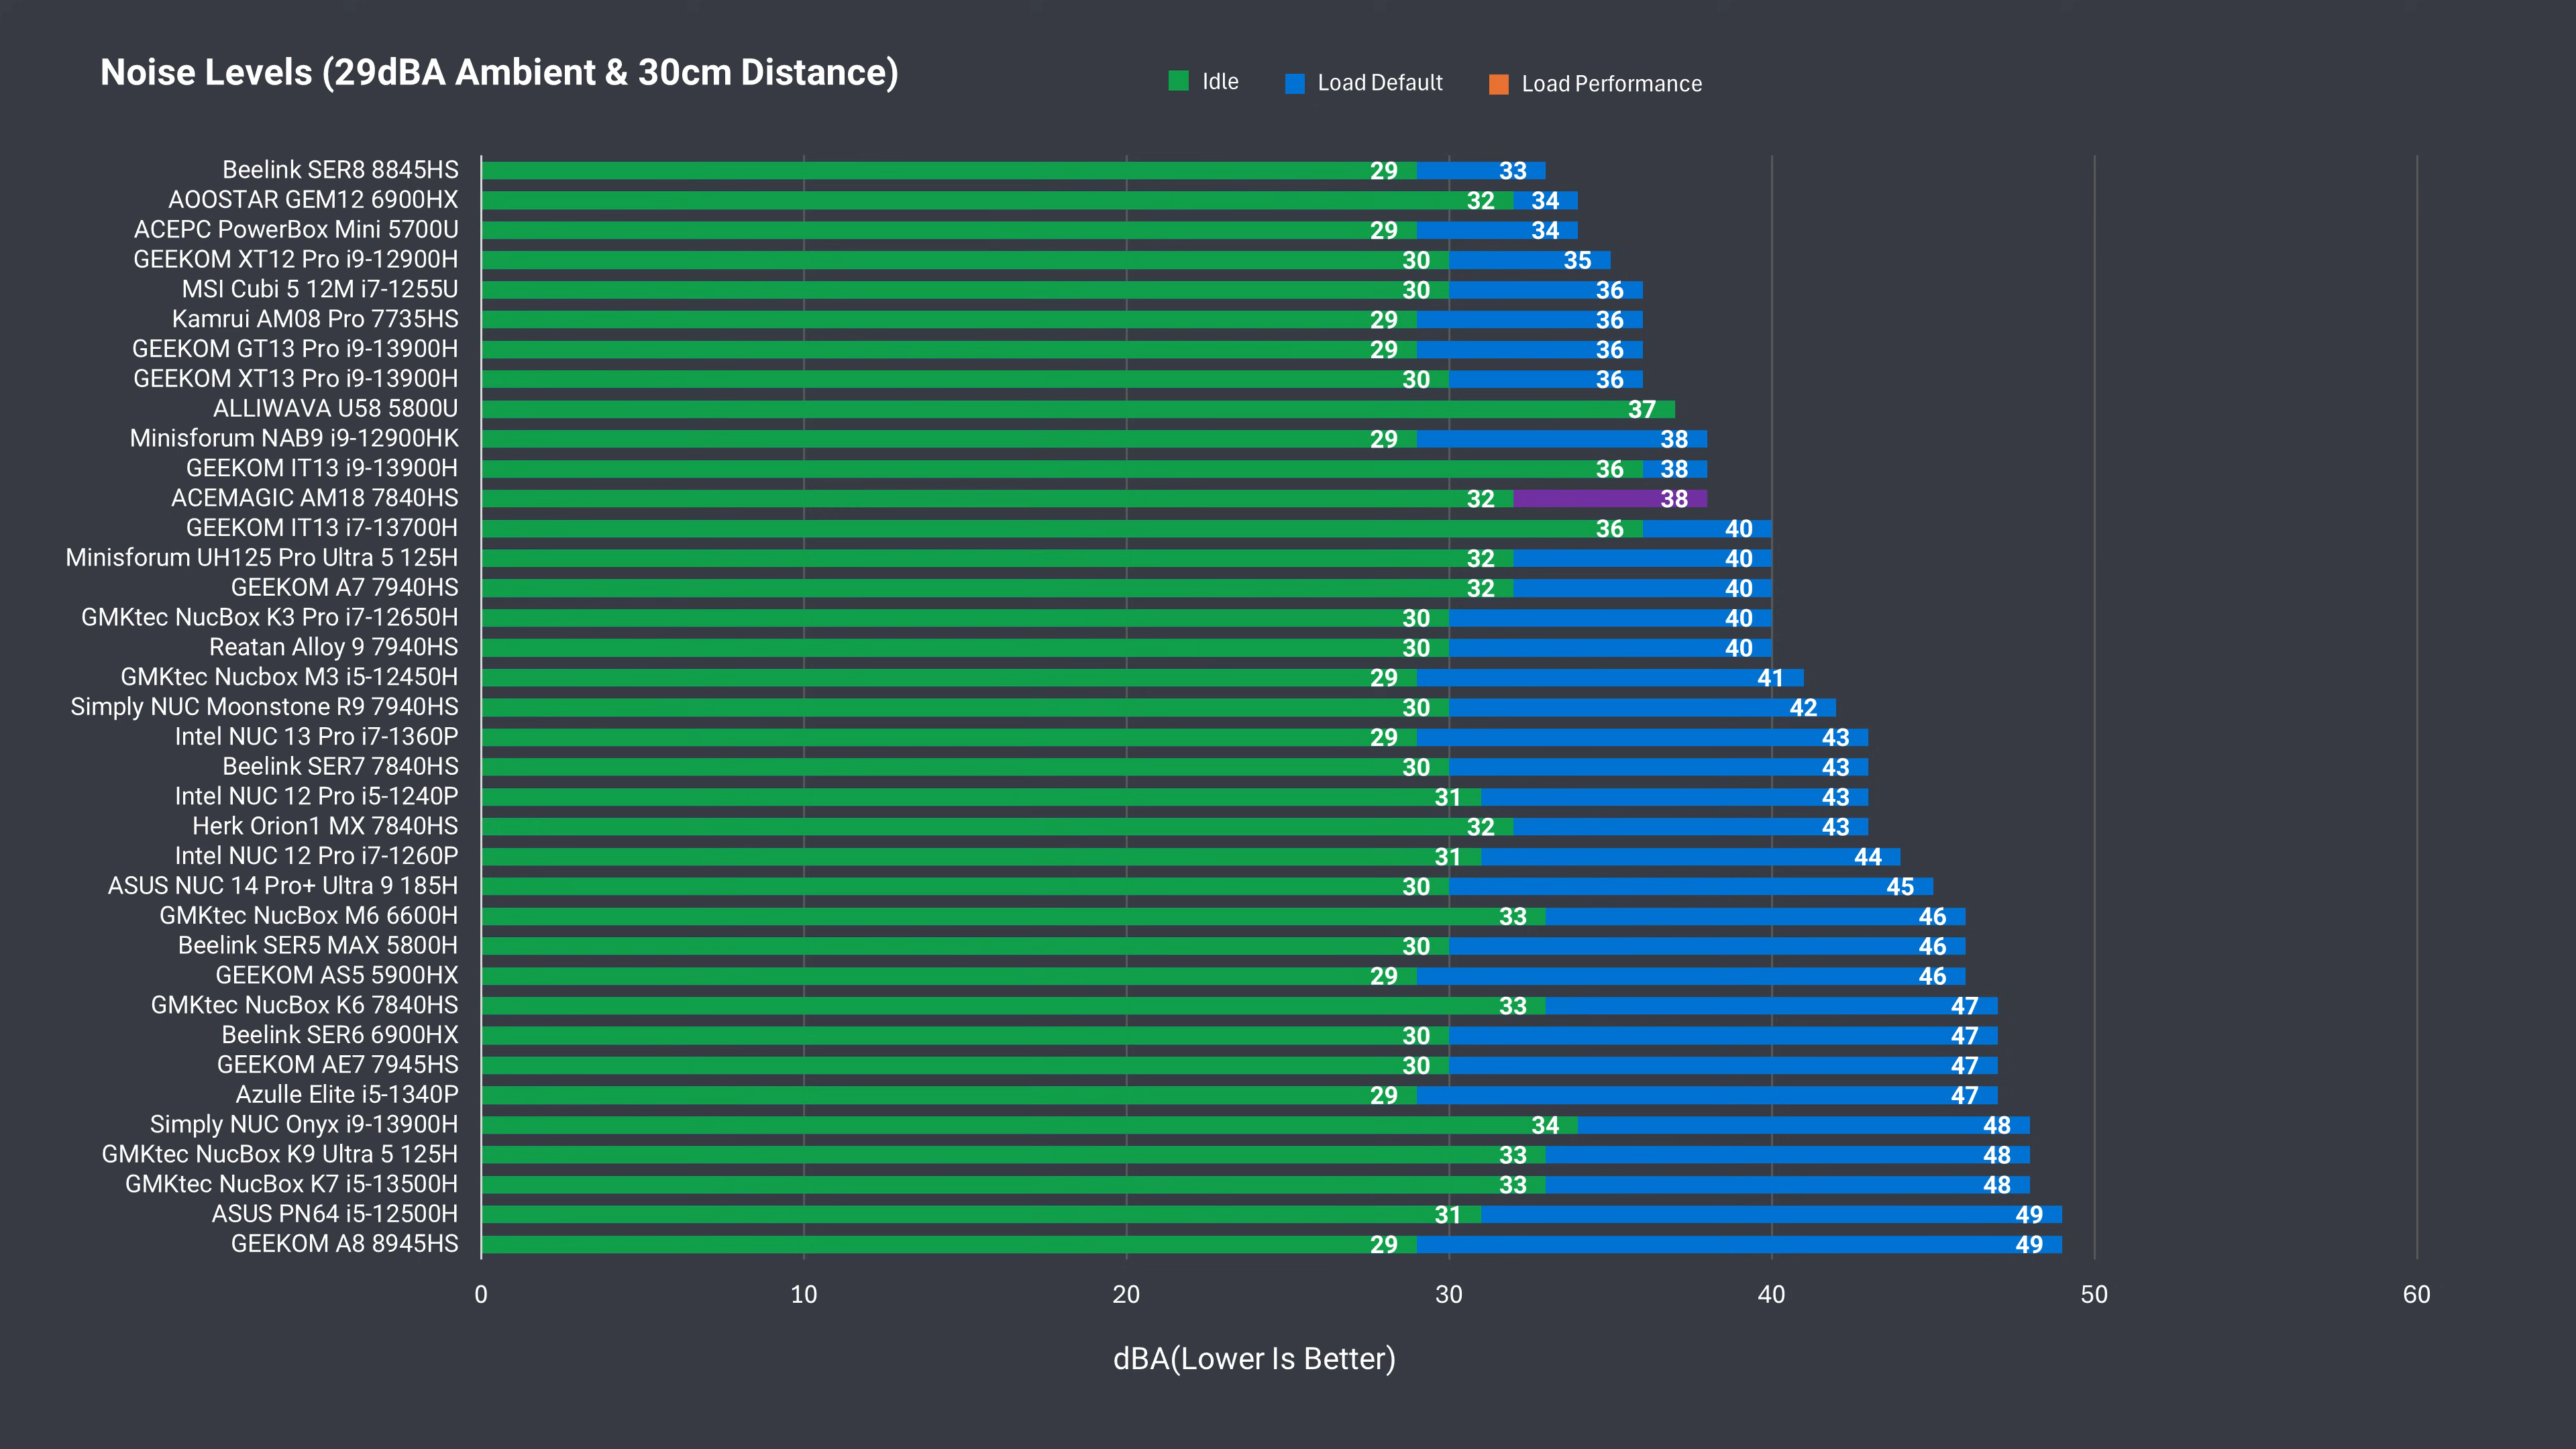 Noise Levels (29dBA Ambient & 30cm Distance)
Idle Load Default Load Performance
Beelink SER8 8845HS 29 33
AOOSTAR GEM12 6900HX 32 34
ACEPC PowerBox Mini 5700U 29 34
GEEKOM XT12 Pro i9-12900H 30 35
MSI Cubi 5 12M i7-1255U 30 36
Kamrui AM08 Pro 7735HS 29 36
GEEKOM GT13 Pro i9-13900H 29 36
GEEKOM XT13 Pro i9-13900H 30 36
ALLIWAVA U58 5800U 37
Minisforum NAB9 i9-12900HK 29 38
GEEKOM IT13 i9-13900H 36 38
ACEMAGIC AM18 7840HS 32 38
GEEKOM IT13 i7-13700H 36 40
Minisforum UH125 Pro Ultra 5 125H 32 40
GEEKOM A7 7940HS 32 40
GMKtec NucBox K3 Pro i7-12650H 30 40
Reatan Alloy 9 7940HS 30 40
GMKtec Nucbox M3 i5-12450H 29 41
Simply NUC Moonstone R9 7940HS 30 42
Intel NUC 13 Pro i7-1360P 29 43
Beelink SER7 7840HS 30 43
Intel NUC 12 Pro i5-1240P 31 43
Herk Orion1 MX 7840HS 32 43
Intel NUC 12 Pro i7-1260P 31 44
ASUS NUC 14 Pro+ Ultra 9 185H 30 45
GMKtec NucBox M6 6600H 33 46
Beelink SER5 MAX 5800H 30 46
GEEKOM AS5 5900HX 29 46
GMKtec NucBox K6 7840HS 33 47
Beelink SER6 6900HX 30 47
GEEKOM AE7 7945HS 30 47
Azulle Elite i5-1340P 29 47
Simply NUC Onyx i9-13900H 34 48
GMKtec NucBox K9 Ultra 5 125H 33 48
GMKtec NucBox K7 i5-13500H 33 48
ASUS PN64 i5-12500H 31 49
GEEKOM A8 8945HS 29 49
0 10 20 30 40 50 60
dBA(Lower Is Better)